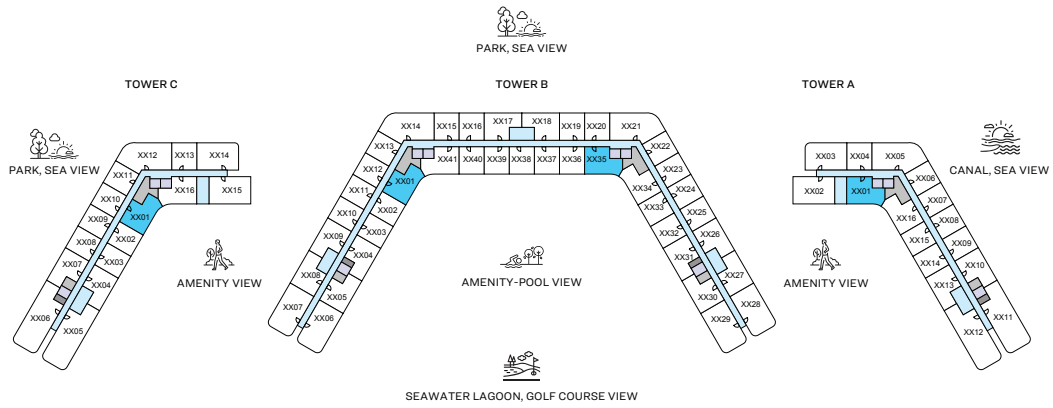 PARK, SEA VIEW
TOWER C
TOWER B
TOWER A
PARK, SEA VIEW
CANAL, SEA VIEW
XX12
XX13
XX14
XX11
XX16
XX15
XX10
XX01
XX09
XX02
XX08
XX03
XX07
XX04
XX06
XX05
AMENITY VIEW
XX14
XX15
XX16
XX17
XX18
XX19
XX20
XX21
XX13
XX41
XX40
XX39
XX38
XX37
XX36
XX35
XX22
XX12
XX01
XX34
XX23
XX11
XX02
XX33
XX24
XX10
XX03
XX32
XX25
XX09
XX04
XX31
XX26
XX08
XX05
XX30
XX27
XX07
XX06
XX29
XX28
AMENITY-POOL VIEW
XX03
XX04
XX05
XX02
XX01
XX06
XX16
XX07
XX15
XX08
XX14
XX09
XX13
XX10
XX12
XX11
AMENITY VIEW
SEAWATER LAGOON, GOLF COURSE VIEW